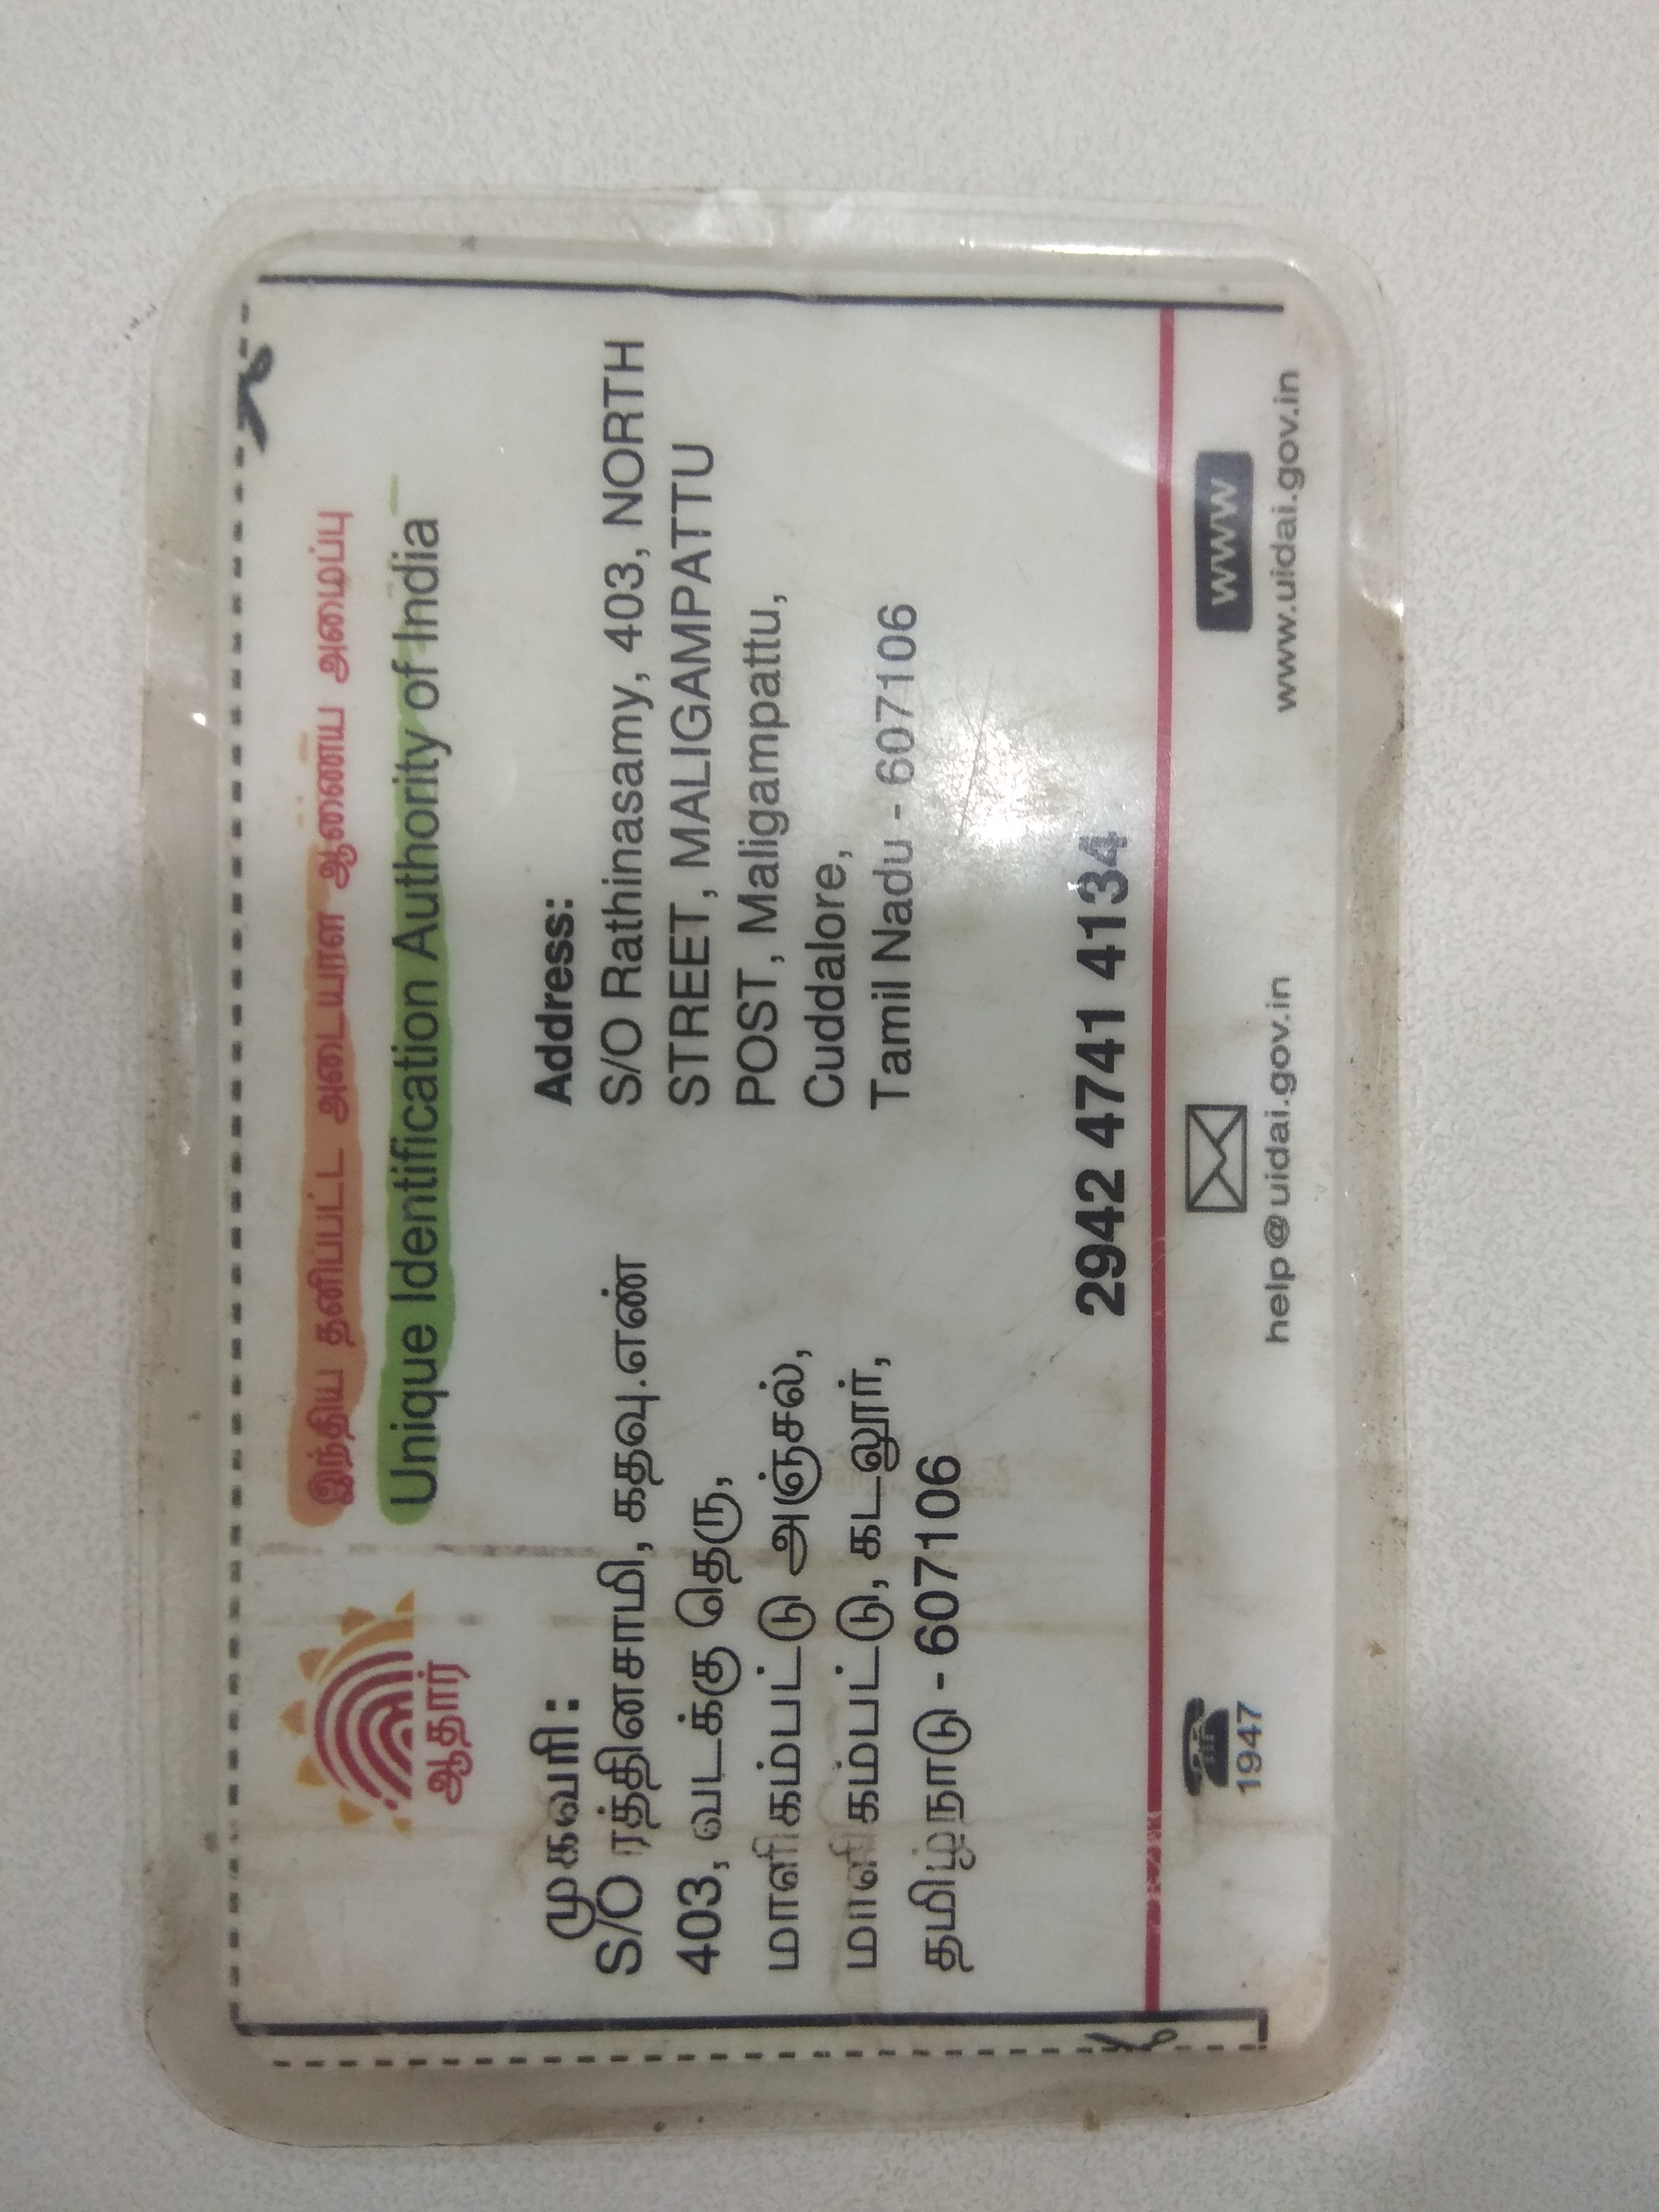 இந்திய தனிப்பட்ட அடையாள ஆணைய அமைப்பு
Unique Identification Authority of India
ஆதார்
முகவரி:
S/O ரத்தினசாமி, கதவு.எண்
403, வடக்கு தெரு,
மாளிகம்பட்டு அஞ்சல்,
மாளிகம்பட்டு, கடலூர்,
தமிழ்நாடு - 607106
Address:
S/O Rathinasamy, 403, NORTH
STREET, MALIGAMPATTU
POST, Maligampattu,
Cuddalore,
Tamil Nadu - 607106
2942 4741 4134
1947
help@uidai.gov.in
WWW
www.uidai.gov.in